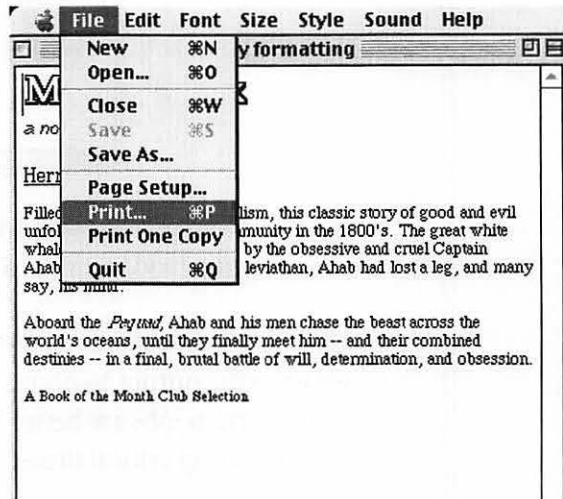 File Edit Font Size Style Sound Help
y formatting
New ⌘N
Open... ⌘O
Close ⌘W
Save ⌘S
Save As...
Page Setup...
Print... ⌘P
Print One Copy
Quit ⌘Q
M
a no
Her
Filled lism, this classic story of good and evil
unfol munity in the 1800's. The great white
whal by the obsessive and cruel Captain
Ahab leviathan, Ahab had lost a leg, and many
say, his mind.
Aboard the Pequod, Ahab and his men chase the beast across the
world's oceans, until they finally meet him -- and their combined
destinies -- in a final, brutal battle of will, determination, and obsession.
A Book of the Month Club Selection